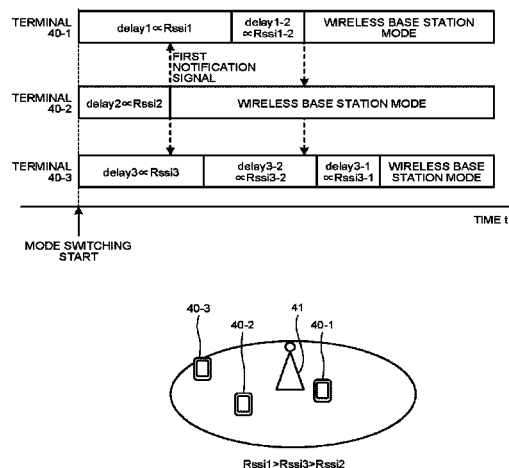 TERMINAL
40-1
delay1∝Rssi1
delay1-2
∝Rssi1-2
WIRELESS BASE STATION
MODE
FIRST
NOTIFICATION
SIGNAL
TERMINAL
40-2
delay2∝Rssi2
WIRELESS BASE STATION MODE
TERMINAL
40-3
delay3∝Rssi3
delay3-2
∝Rssi3-2
delay3-1
∝Rssi3-1
WIRELESS BASE
STATION MODE
TIME t
MODE SWITCHING
START
40-3
40-2
41
40-1
Rssi1>Rssi3>Rssi2